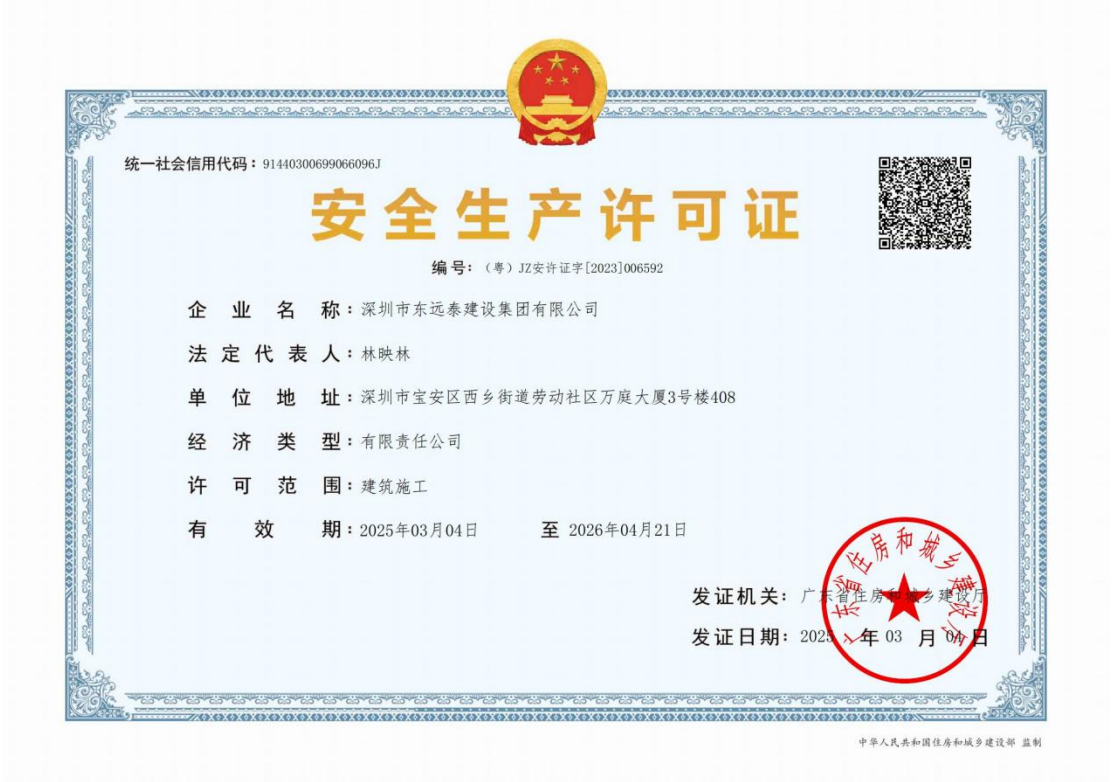 统一社会信用代码：91440300699066096J
安全生产许可证
编号：（粤）JZ安许证字[2023]006592
企业名称：深圳市东远泰建设集团有限公司
法定代表人：林映林
单位地址：深圳市宝安区西乡街道劳动社区万庭大厦3号楼408
经济类型：有限责任公司
许可范围：建筑施工
有效期：2025年03月04日 至 2026年04月21日
发证机关：广东省住房和城乡建设厅
发证日期：2025年03月04日
广东省住房和城乡建设厅
中华人民共和国住房和城乡建设部 监制